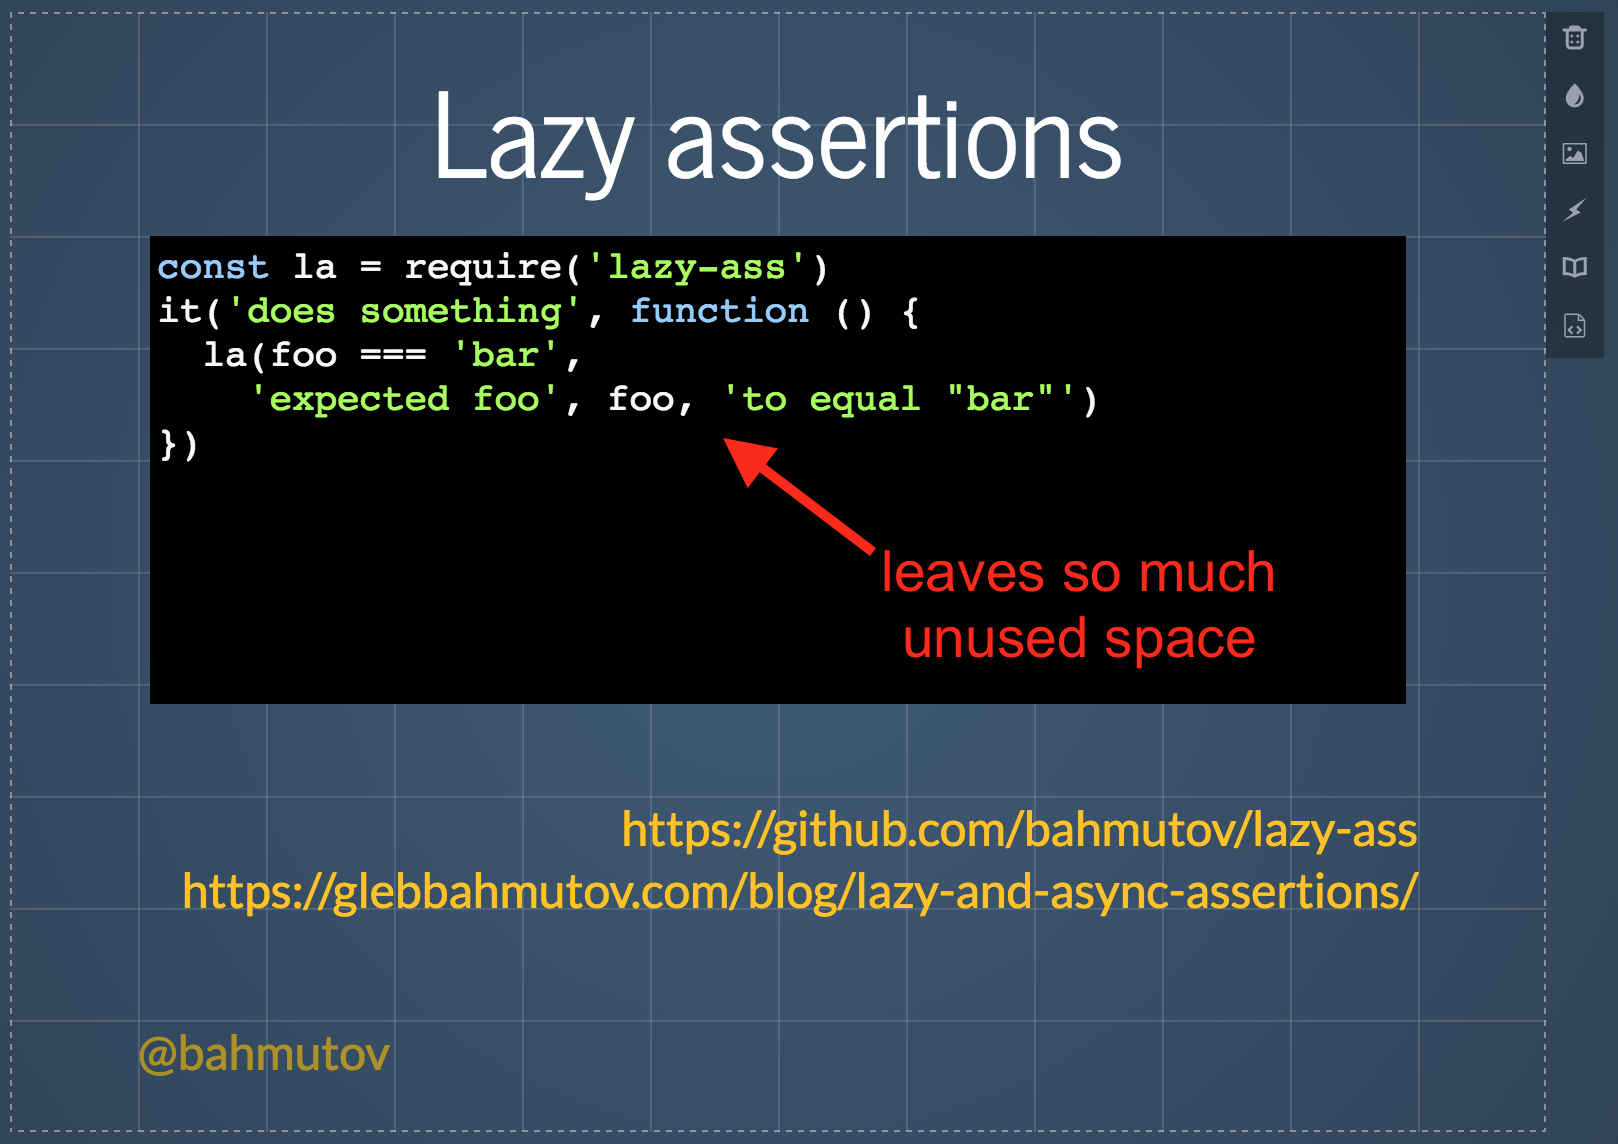 Lazy assertions
const la = require('lazy-ass')
it('does something', function () {
  la(foo === 'bar',
    'expected foo', foo, 'to equal "bar"')
})
leaves so much
unused space
https://github.com/bahmutov/lazy-ass
https://glebbahmutov.com/blog/lazy-and-async-assertions/
@bahmutov